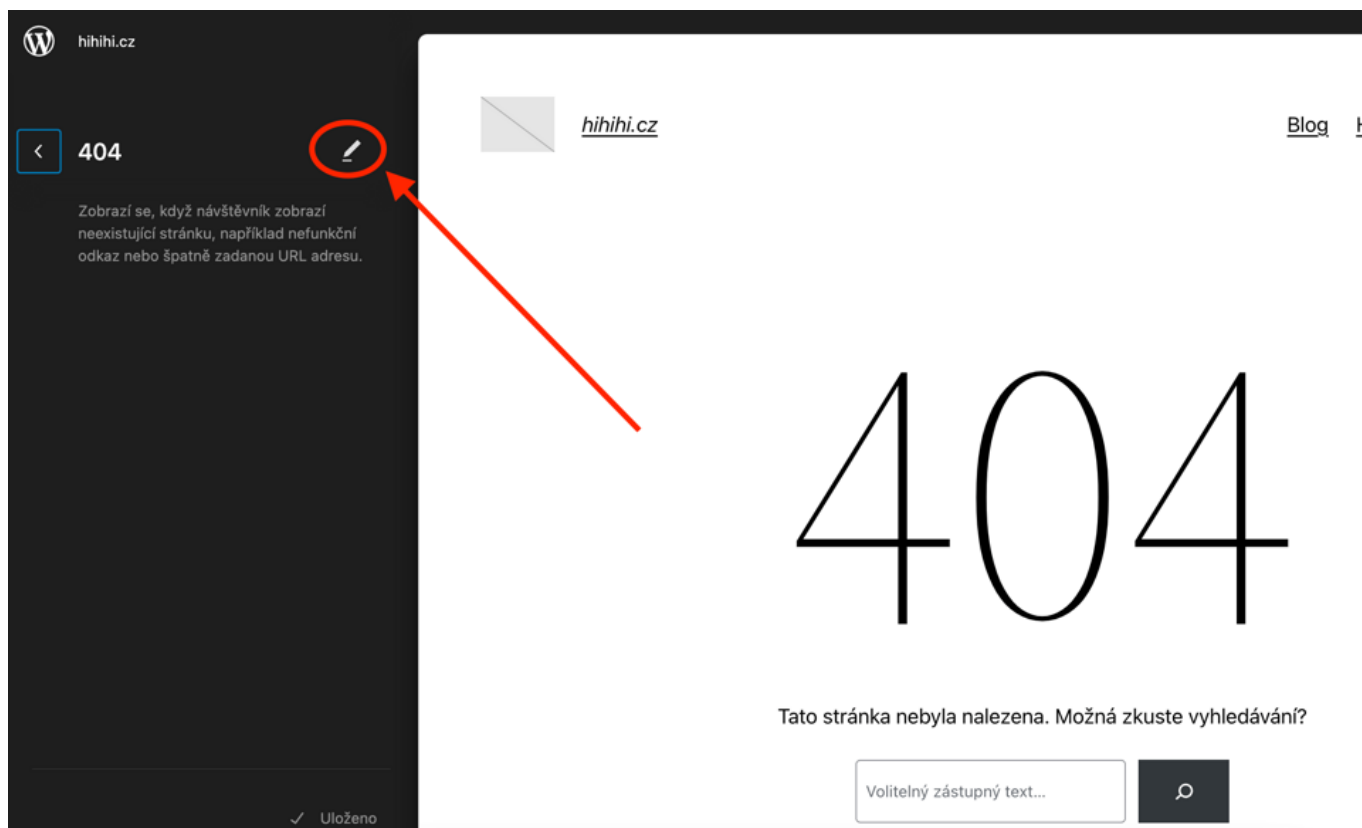 hihihi.cz
404
Zobrazí se, když návštěvník zobrazí
neexistující stránku, například nefunkční
odkaz nebo špatně zadanou URL adresu.
Uloženo
hihihi.cz
Blog
404
Tato stránka nebyla nalezena. Možná zkuste vyhledávání?
Volitelný zástupný text...